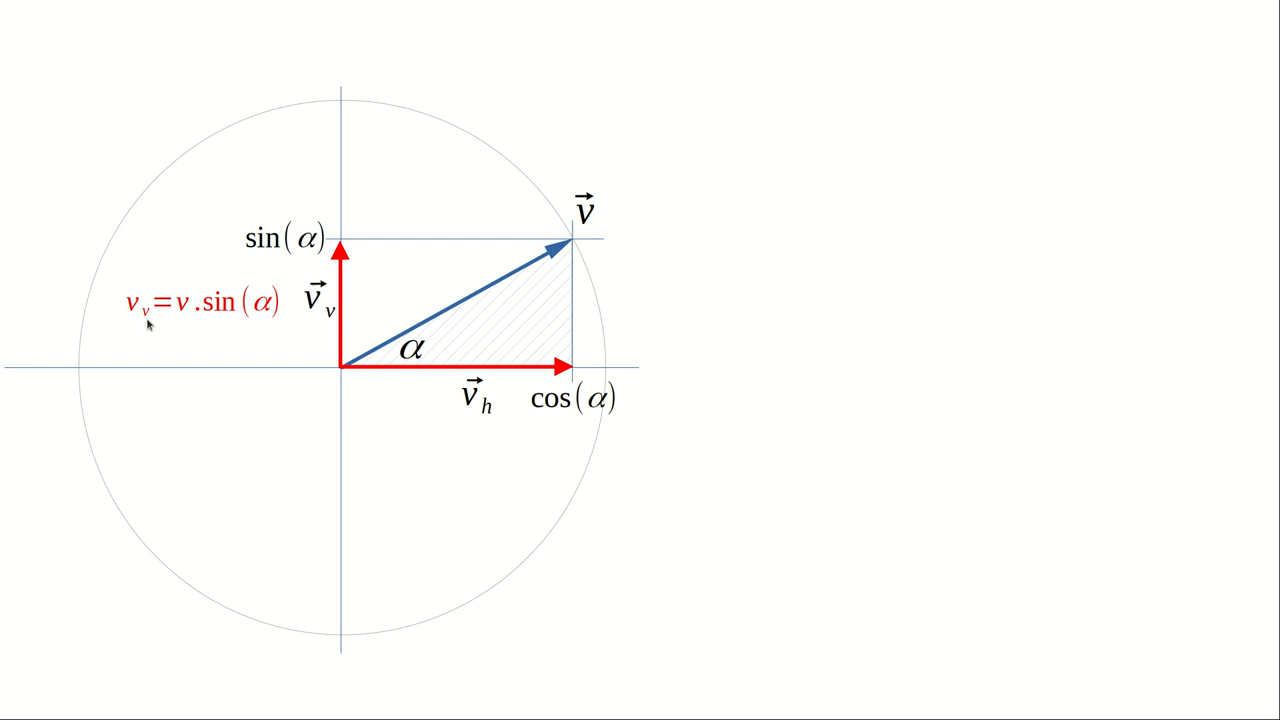 v⃗
sin(α)
v_v=v.sin(α)
v⃗_v
α
v⃗_h
cos(α)